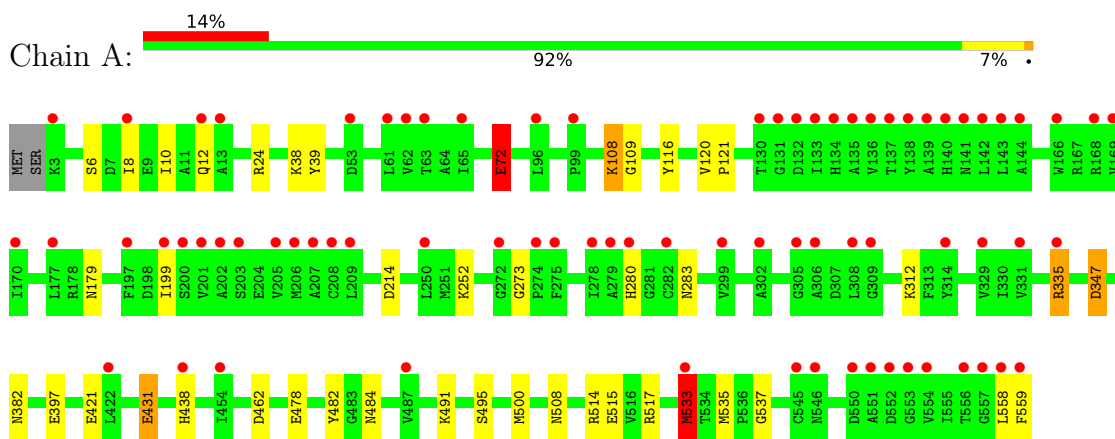 14%
Chain A:
92% 7% •
MET SER K3 S6 D7 I8 E9 I10 A11 Q12 A13 R24 K38 Y39 D53 L61 V62 T63 A64 I65 E72 L96 P99 K108 G109 Y116 V120 P121 T130 G131 D132 I133 H134 A135 V136 T137 Y138 A139 H140 N141 L142 L143 A144 W166 R167 R168 V169
I170 L177 R178 N179 F197 D198 I199 S200 V201 A202 S203 E204 V205 M206 A207 C208 L209 D214 L250 M251 K252 G272 G273 P274 F275 I278 A279 H280 G281 C282 N283 V299 A302 G305 A306 D307 L308 G309 K312 F313 Y314 V329 I330 V331 R335 D347
N382 E397 E421 L422 E431 H438 I454 D462 E478 Y482 G483 N484 V487 K491 S495 M500 N508 R514 E515 V516 R517 M533 T534 M535 P536 G537 C545 N546 D550 A551 D552 G553 V554 I555 T556 G557 L558 F559